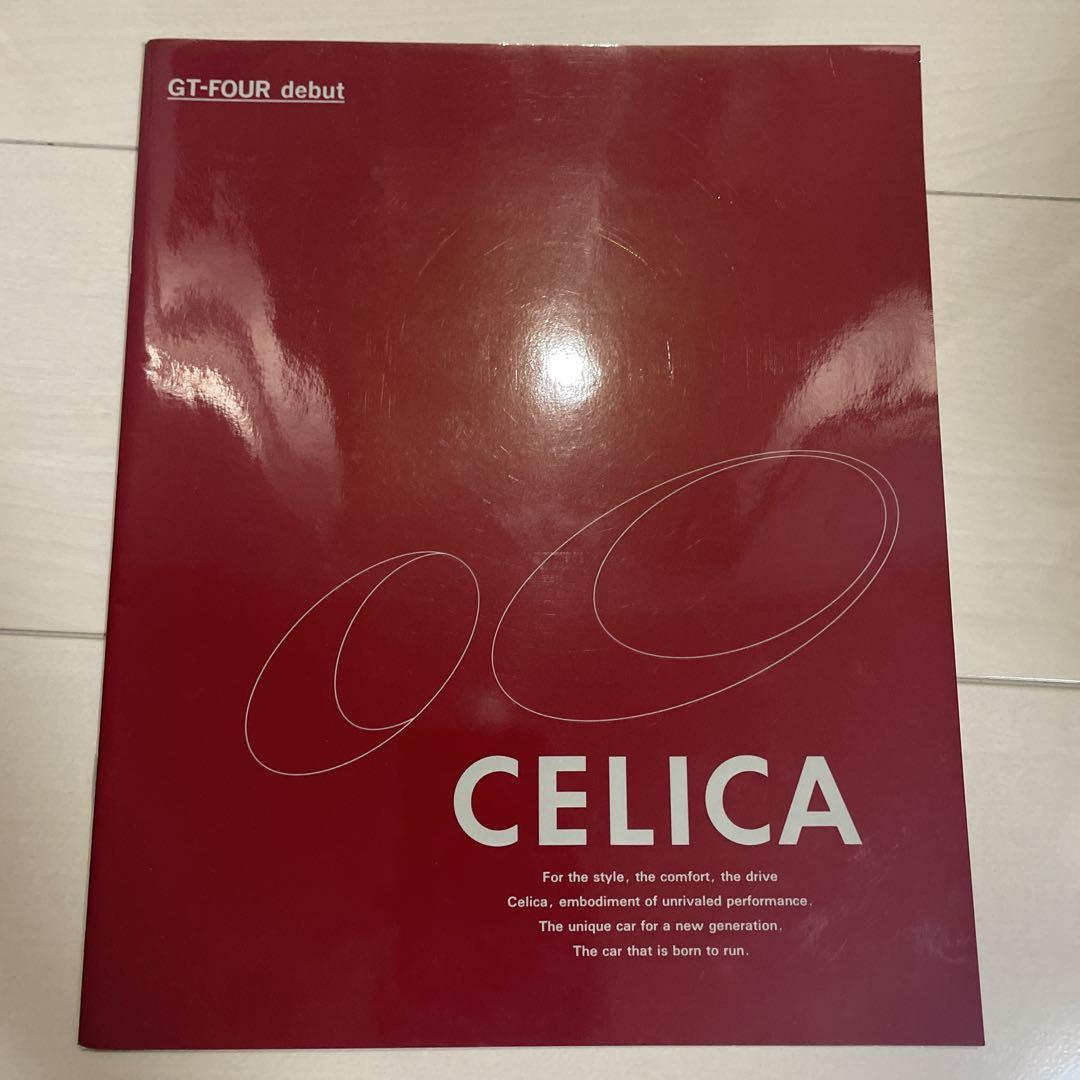 GT-FOUR debut
CELICA
For the style, the comfort, the drive
Celica, embodiment of unrivaled performance.
The unique car for a new generation.
The car that is born to run.